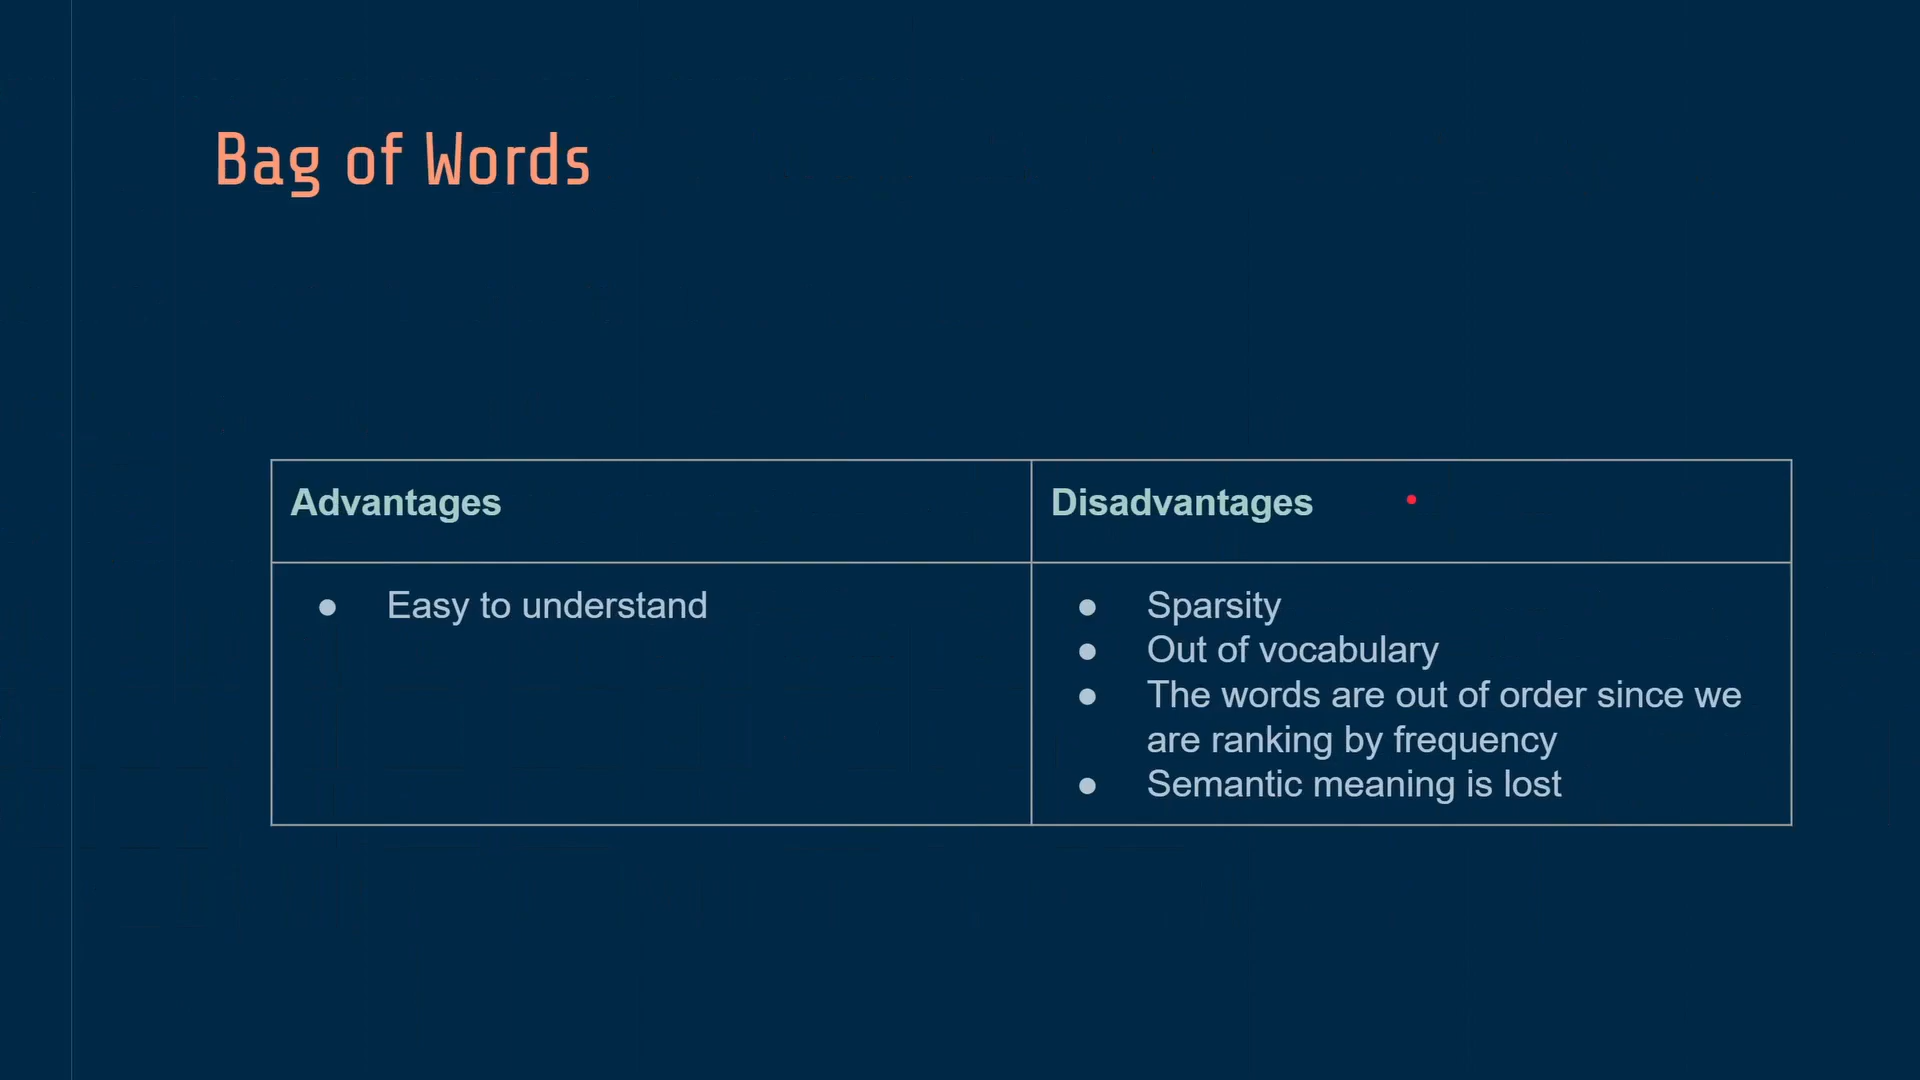 Bag of Words
Advantages
Disadvantages
● Easy to understand
● Sparsity
● Out of vocabulary
● The words are out of order since we
are ranking by frequency
● Semantic meaning is lost